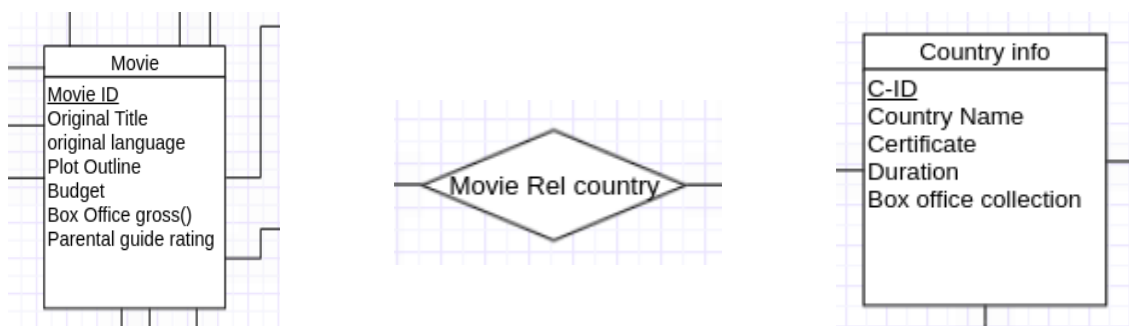 Movie
Movie ID
Original Title
original language
Plot Outline
Budget
Box Office gross()
Parental guide rating
Movie Rel country
Country info
C-ID
Country Name
Certificate
Duration
Box office collection